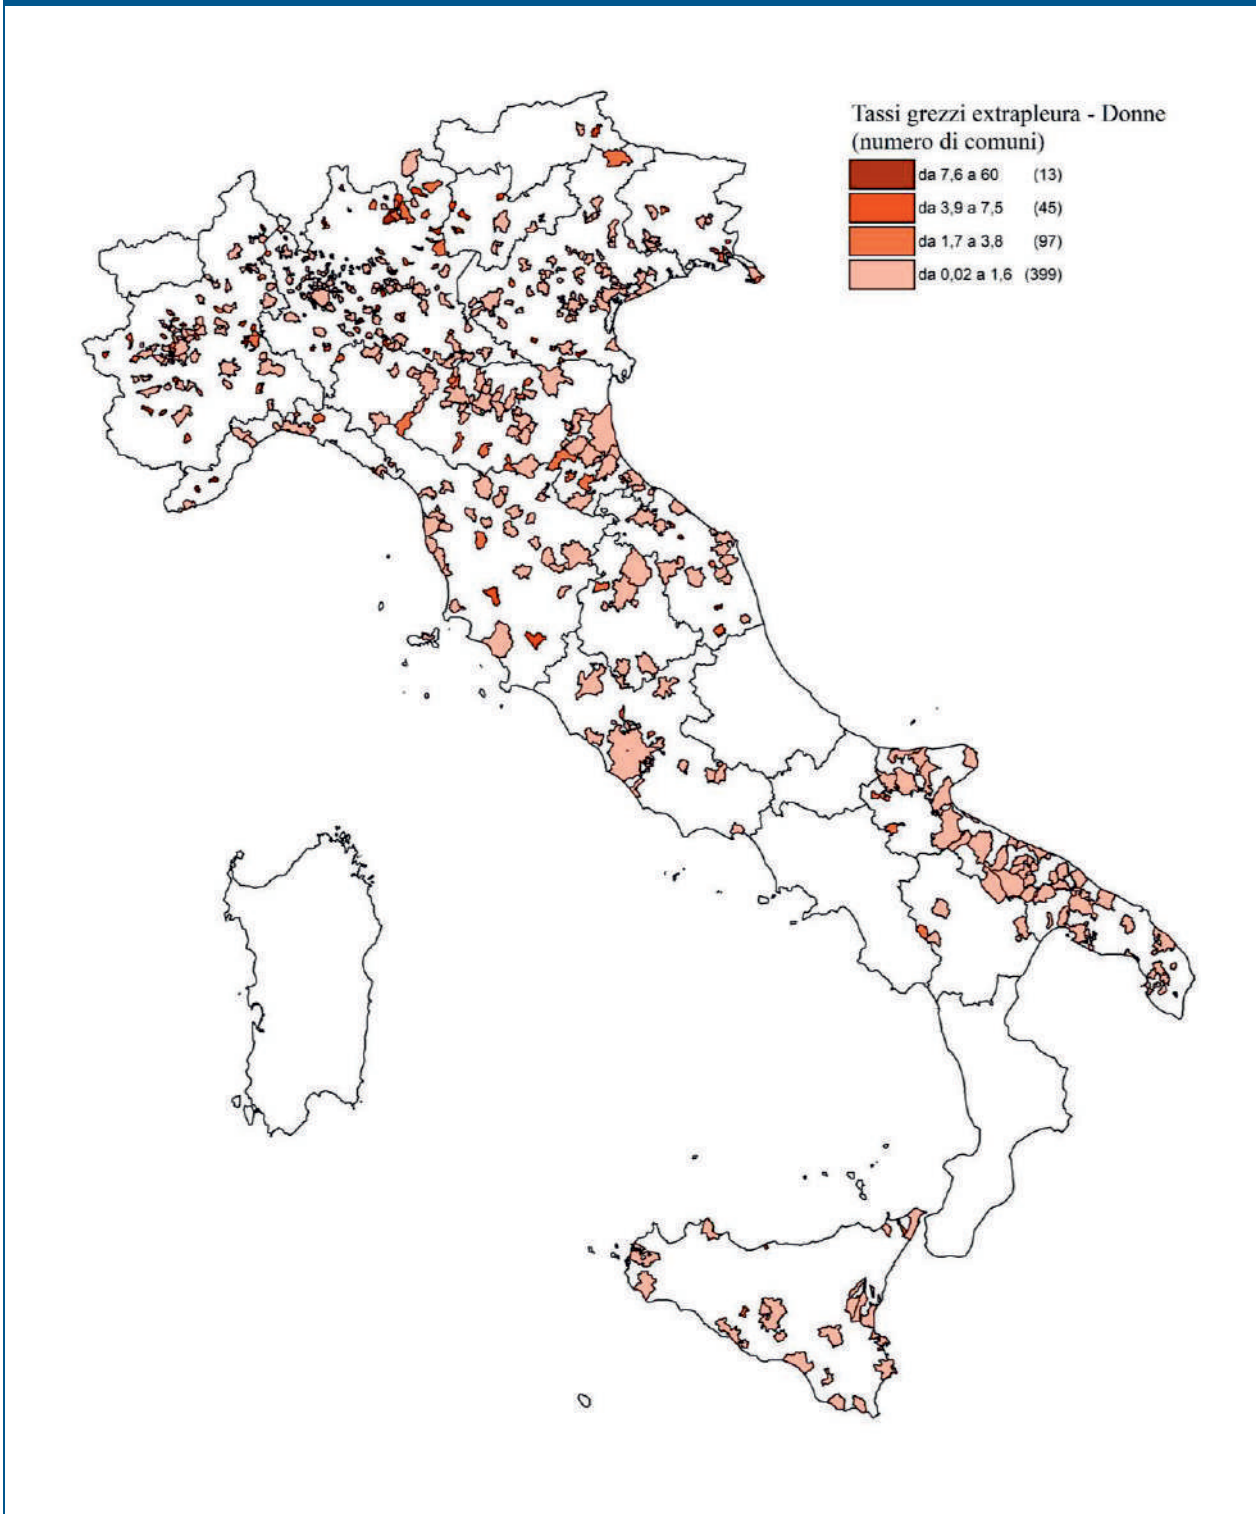 Tassi grezzi extrapleura - Donne
(numero di comuni)
da 7,6 a 60 (13)
da 3,9 a 7,5 (45)
da 1,7 a 3,8 (97)
da 0,02 a 1,6 (399)